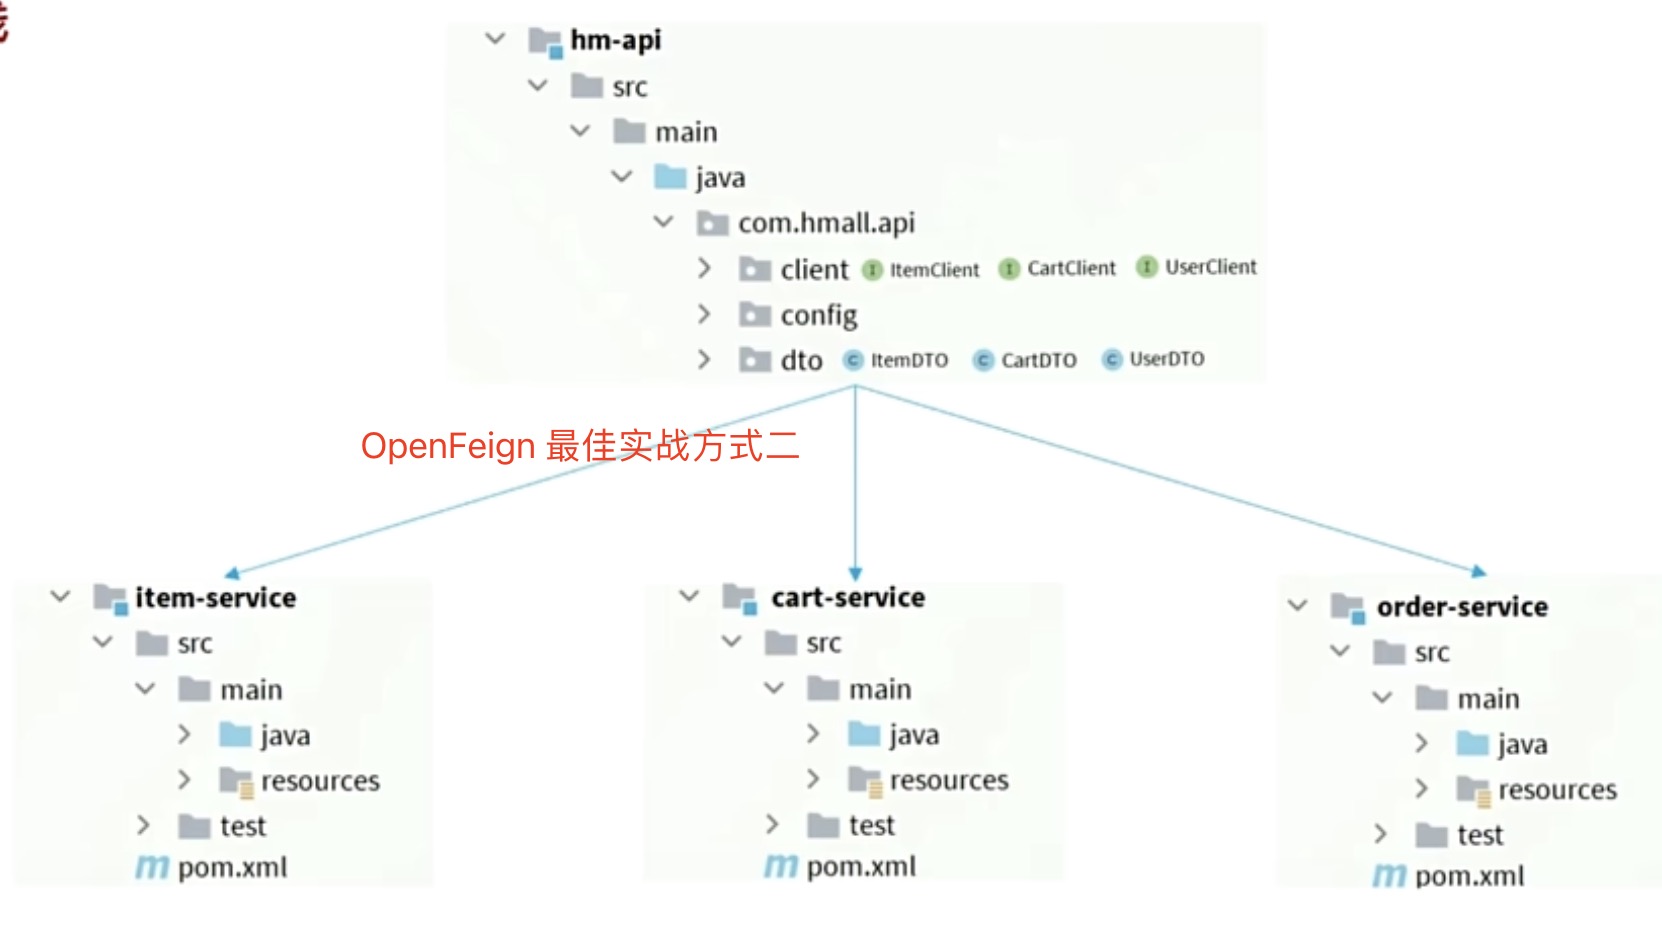 hm-api
src
main
java
com.hmall.api
client I ItemClient I CartClient I UserClient
config
dto C ItemDTO C CartDTO C UserDTO
OpenFeign 最佳实战方式二
item-service
src
main
java
resources
test
m pom.xml
cart-service
src
main
java
resources
test
m pom.xml
order-service
src
main
java
resources
test
m pom.xml